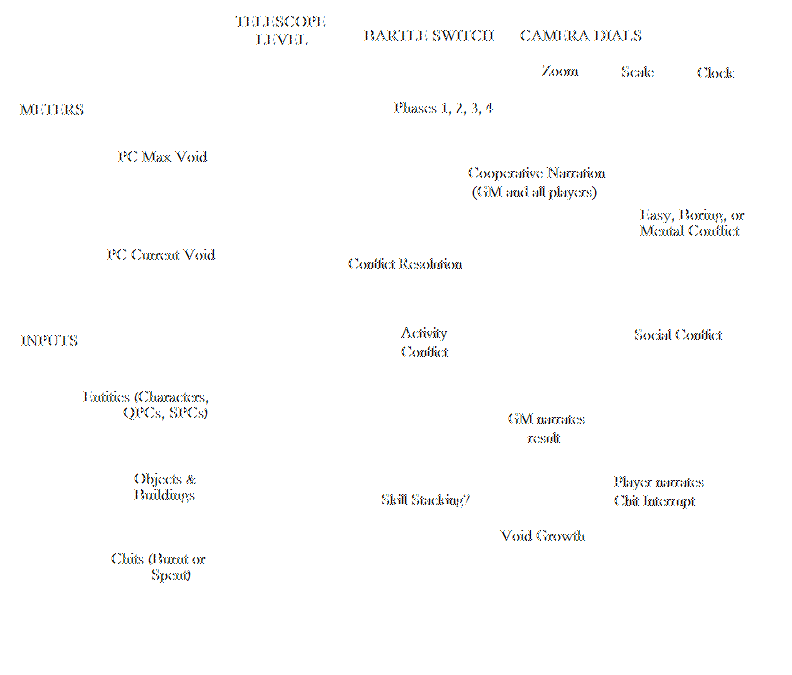 TELESCOPE
LEVEL
BARTLE SWITCH
CAMERA DIALS
Zoom
Scale
Clock
METERS
Phases 1, 2, 3, 4
PC Max Void
Cooperative Narration
(GM and all players)
Easy, Boring, or
Mental Conflict
PC Current Void
Conflict Resolution
INPUTS
Activity
Conflict
Social Conflict
Entities (Characters,
QPCs, SPCs)
GM narrates
result
Objects &
Buildings
Skill Stacking?
Player narrates
Chit Interrupt
Void Growth
Chits (Burnt or
Spent)